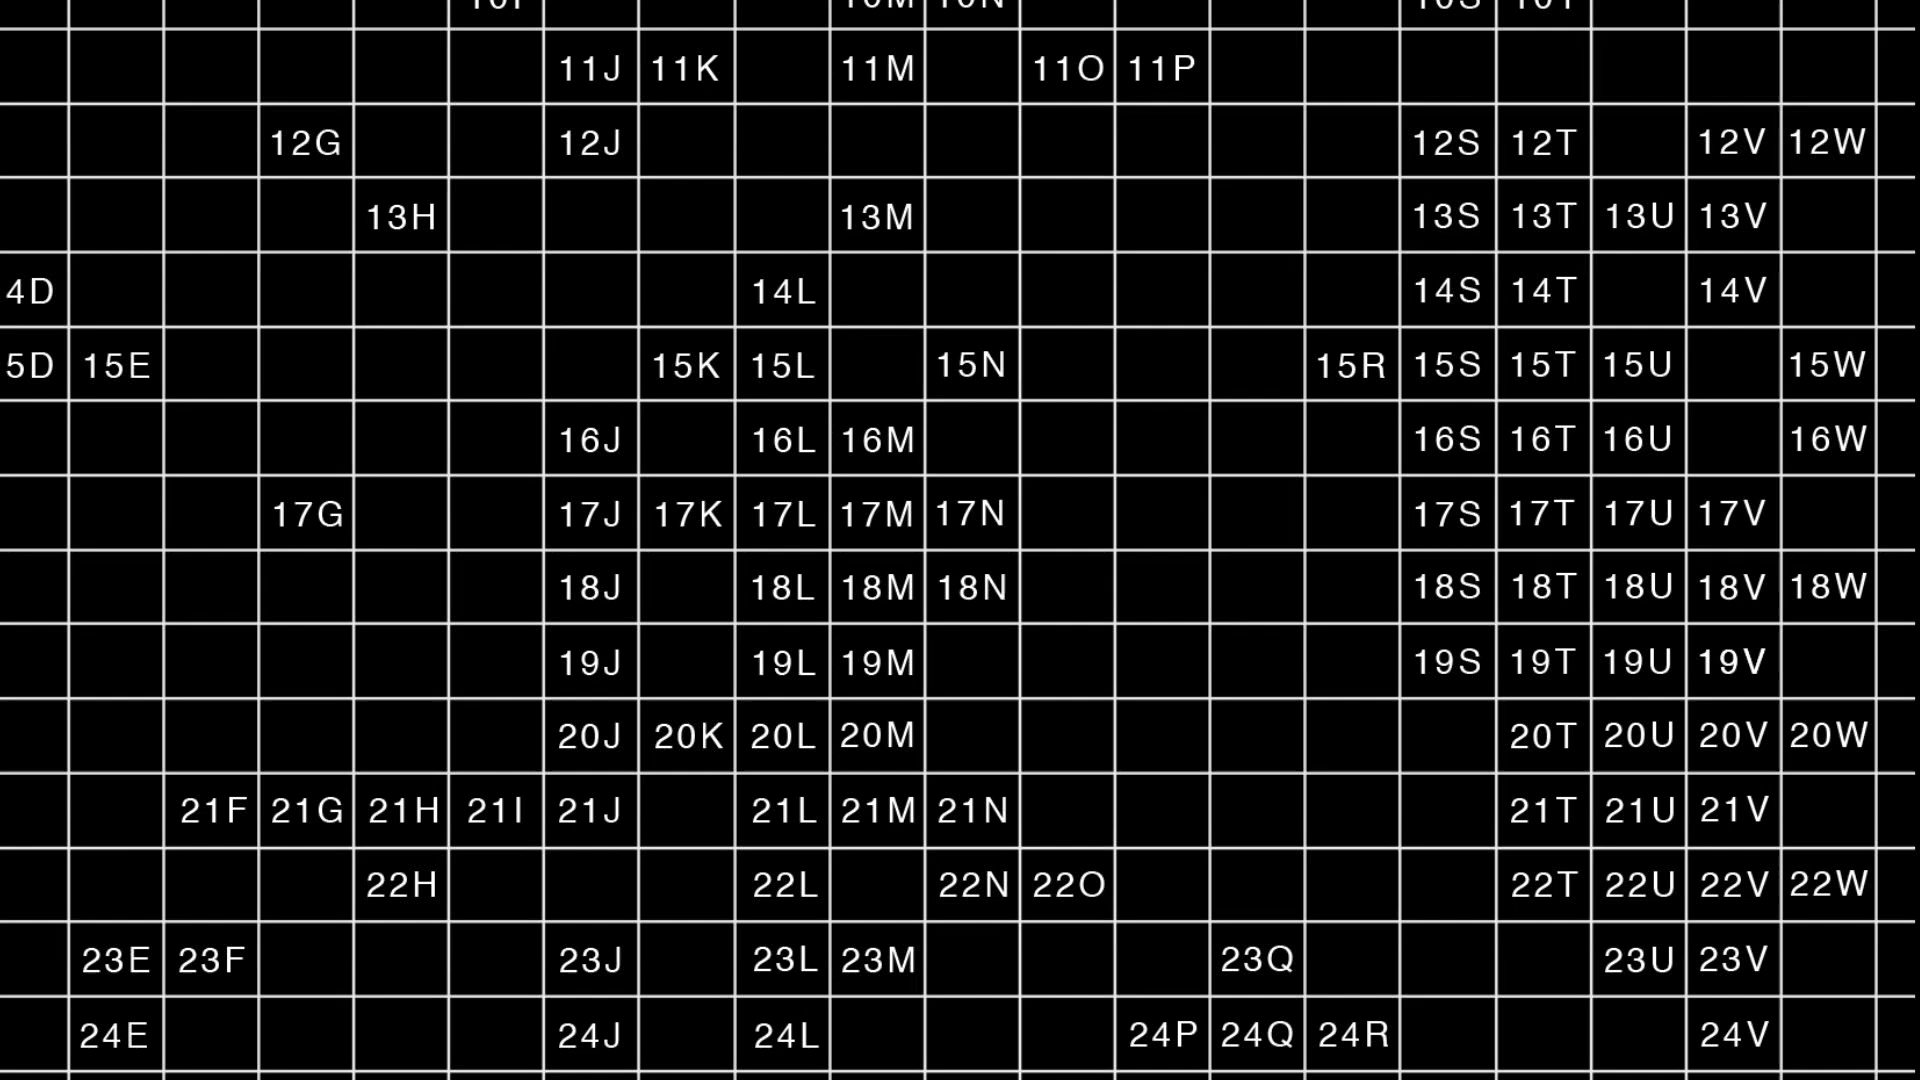 10M 10N 10S 10T
11J 11K 11M 11O 11P
12G 12J 12S 12T 12V 12W
13H 13M 13S 13T 13U 13V
4D 14L 14S 14T 14V
5D 15E 15K 15L 15N 15R 15S 15T 15U 15W
16J 16L 16M 16S 16T 16U 16W
17G 17J 17K 17L 17M 17N 17S 17T 17U 17V
18J 18L 18M 18N 18S 18T 18U 18V 18W
19J 19L 19M 19S 19T 19U 19V
20J 20K 20L 20M 20T 20U 20V 20W
21F 21G 21H 21I 21J 21L 21M 21N 21T 21U 21V
22H 22L 22N 22O 22T 22U 22V 22W
23E 23F 23J 23L 23M 23Q 23U 23V
24E 24J 24L 24P 24Q 24R 24V